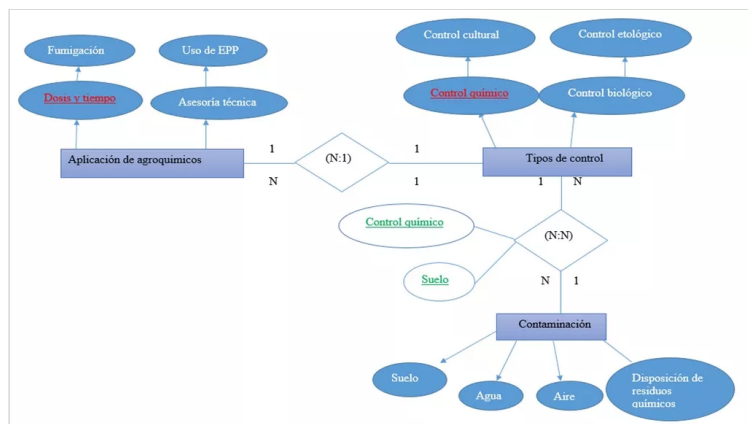 Control cultural
Control etológico
Fumigación
Uso de EPP
Dosis y tiempo
Asesoría técnica
Control químico
Control biológico
Aplicación de agroquimicos
1
(N:1)
1
Tipos de control
N
1
1
N
Control químico
(N:N)
Suelo
N
1
Contaminación
Suelo
Agua
Aire
Disposición de
residuos
químicos